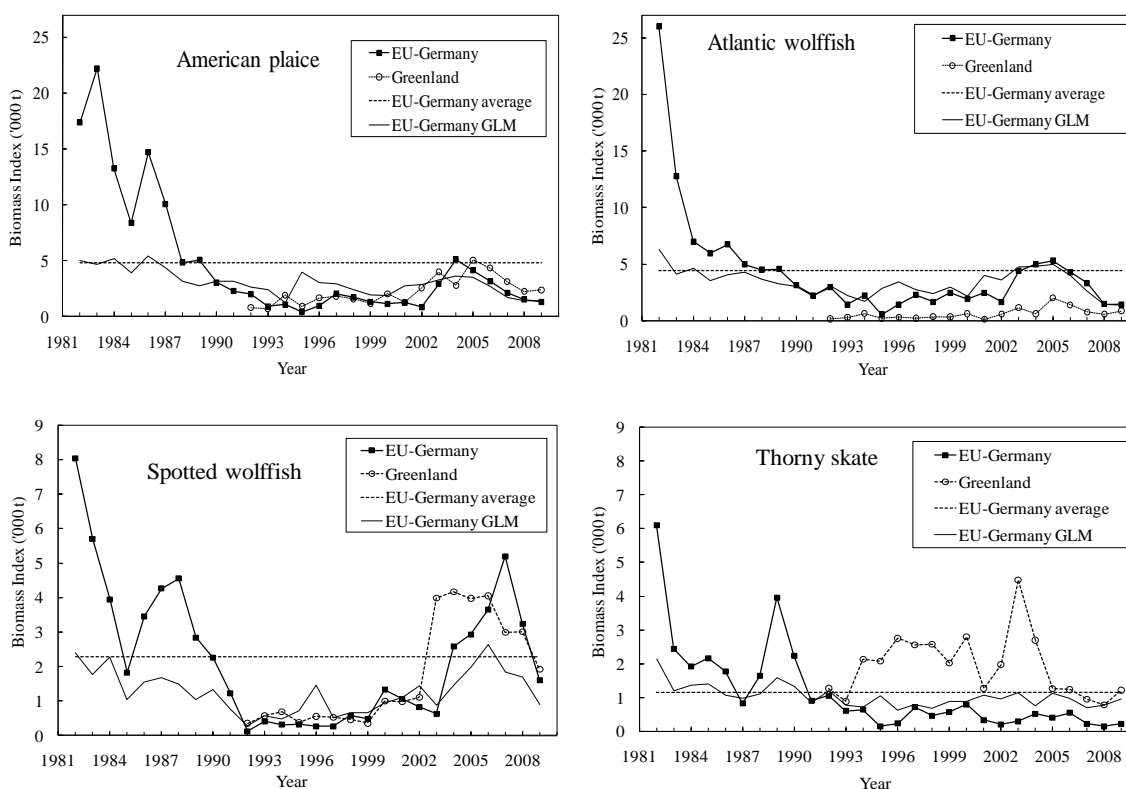 American plaice
EU-Germany
Greenland
EU-Germany average
EU-Germany GLM
Biomass Index ('000 t)
25
20
15
10
5
0
1981 1984 1987 1990 1993 1996 1999 2002 2005 2008
Year
Atlantic wolffish
EU-Germany
Greenland
EU-Germany average
EU-Germany GLM
Biomass Index ('000 t)
25
20
15
10
5
0
1981 1984 1987 1990 1993 1996 1999 2002 2005 2008
Year
Spotted wolffish
EU-Germany
Greenland
EU-Germany average
EU-Germany GLM
Biomass Index ('000 t)
9
8
7
6
5
4
3
2
1
0
1981 1984 1987 1990 1993 1996 1999 2002 2005 2008
Year
Thorny skate
EU-Germany
Greenland
EU-Germany average
EU-Germany GLM
Biomass Index ('000 t)
9
8
7
6
5
4
3
2
1
0
1981 1984 1987 1990 1993 1996 1999 2002 2005 2008
Year